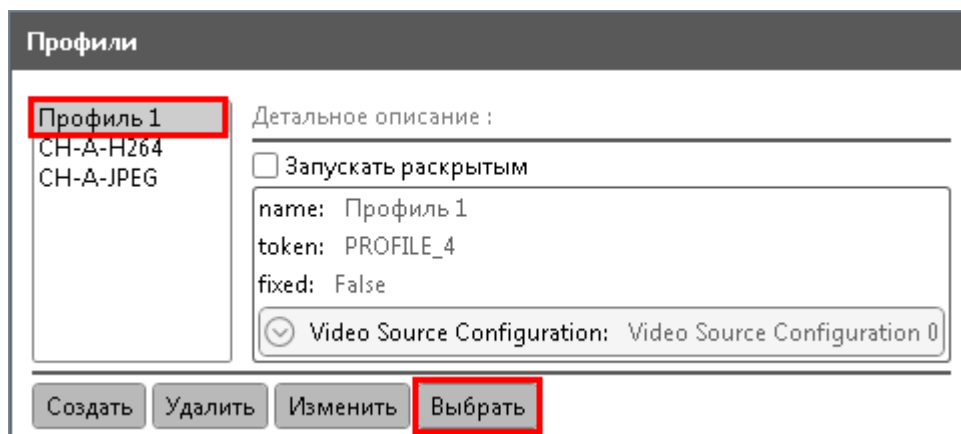 Профили
Профиль 1
CH-A-H264
CH-A-JPEG
Детальное описание :
Запускать раскрытым
name: Профиль 1
token: PROFILE_4
fixed: False
Video Source Configuration: Video Source Configuration 0
Создать Удалить Изменить Выбрать